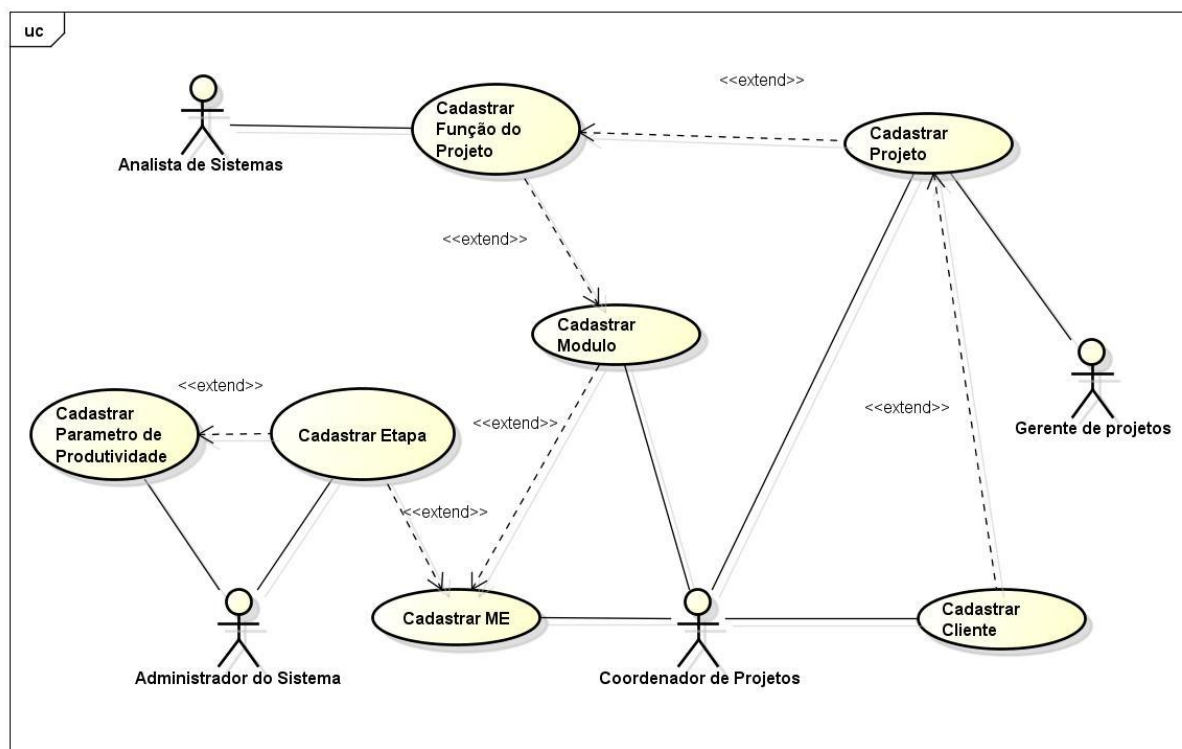 uc
<<extend>>
Cadastrar
Função do
Projeto
Cadastrar
Projeto
Analista de Sistemas
<<extend>>
Cadastrar
Modulo
<<extend>>
Cadastrar
Parametro de
Produtividade
Cadastrar Etapa
<<extend>>
<<extend>>
Gerente de projetos
<<extend>>
Cadastrar ME
Cadastrar
Cliente
Administrador do Sistema
Coordenador de Projetos